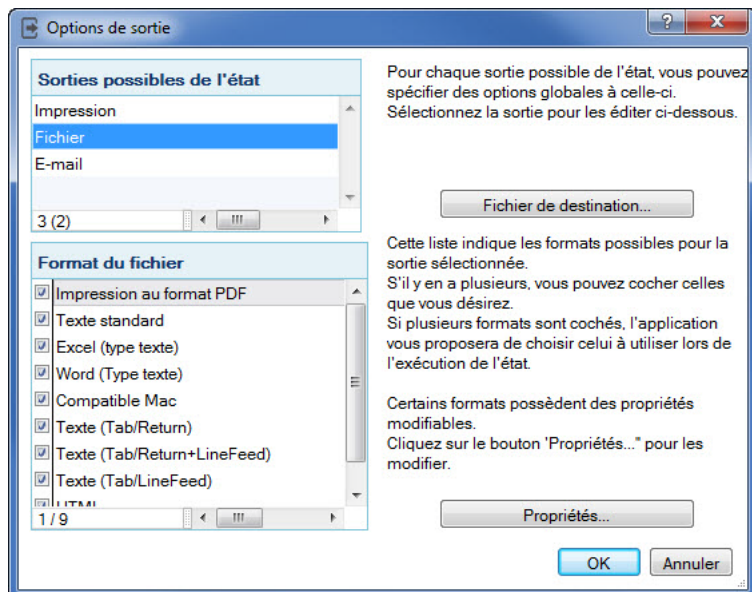 Options de sortie
Sorties possibles de l'état
Impression
Fichier
E-mail
3 (2)
Pour chaque sortie possible de l'état, vous pouvez
spécifier des options globales à celle-ci.
Sélectionnez la sortie pour les éditer ci-dessous.
Fichier de destination...
Format du fichier
Impression au format PDF
Texte standard
Excel (type texte)
Word (Type texte)
Compatible Mac
Texte (Tab/Return)
Texte (Tab/Return+LineFeed)
Texte (Tab/LineFeed)
HTML
1 / 9
Cette liste indique les formats possibles pour la
sortie sélectionnée.
S'il y en a plusieurs, vous pouvez cocher celles
que vous désirez.
Si plusieurs formats sont cochés, l'application
vous proposera de choisir celui à utiliser lors de
l'exécution de l'état.
Certains formats possèdent des propriétés
modifiables.
Cliquez sur le bouton 'Propriétés..." pour les
modifier.
Propriétés...
OK
Annuler